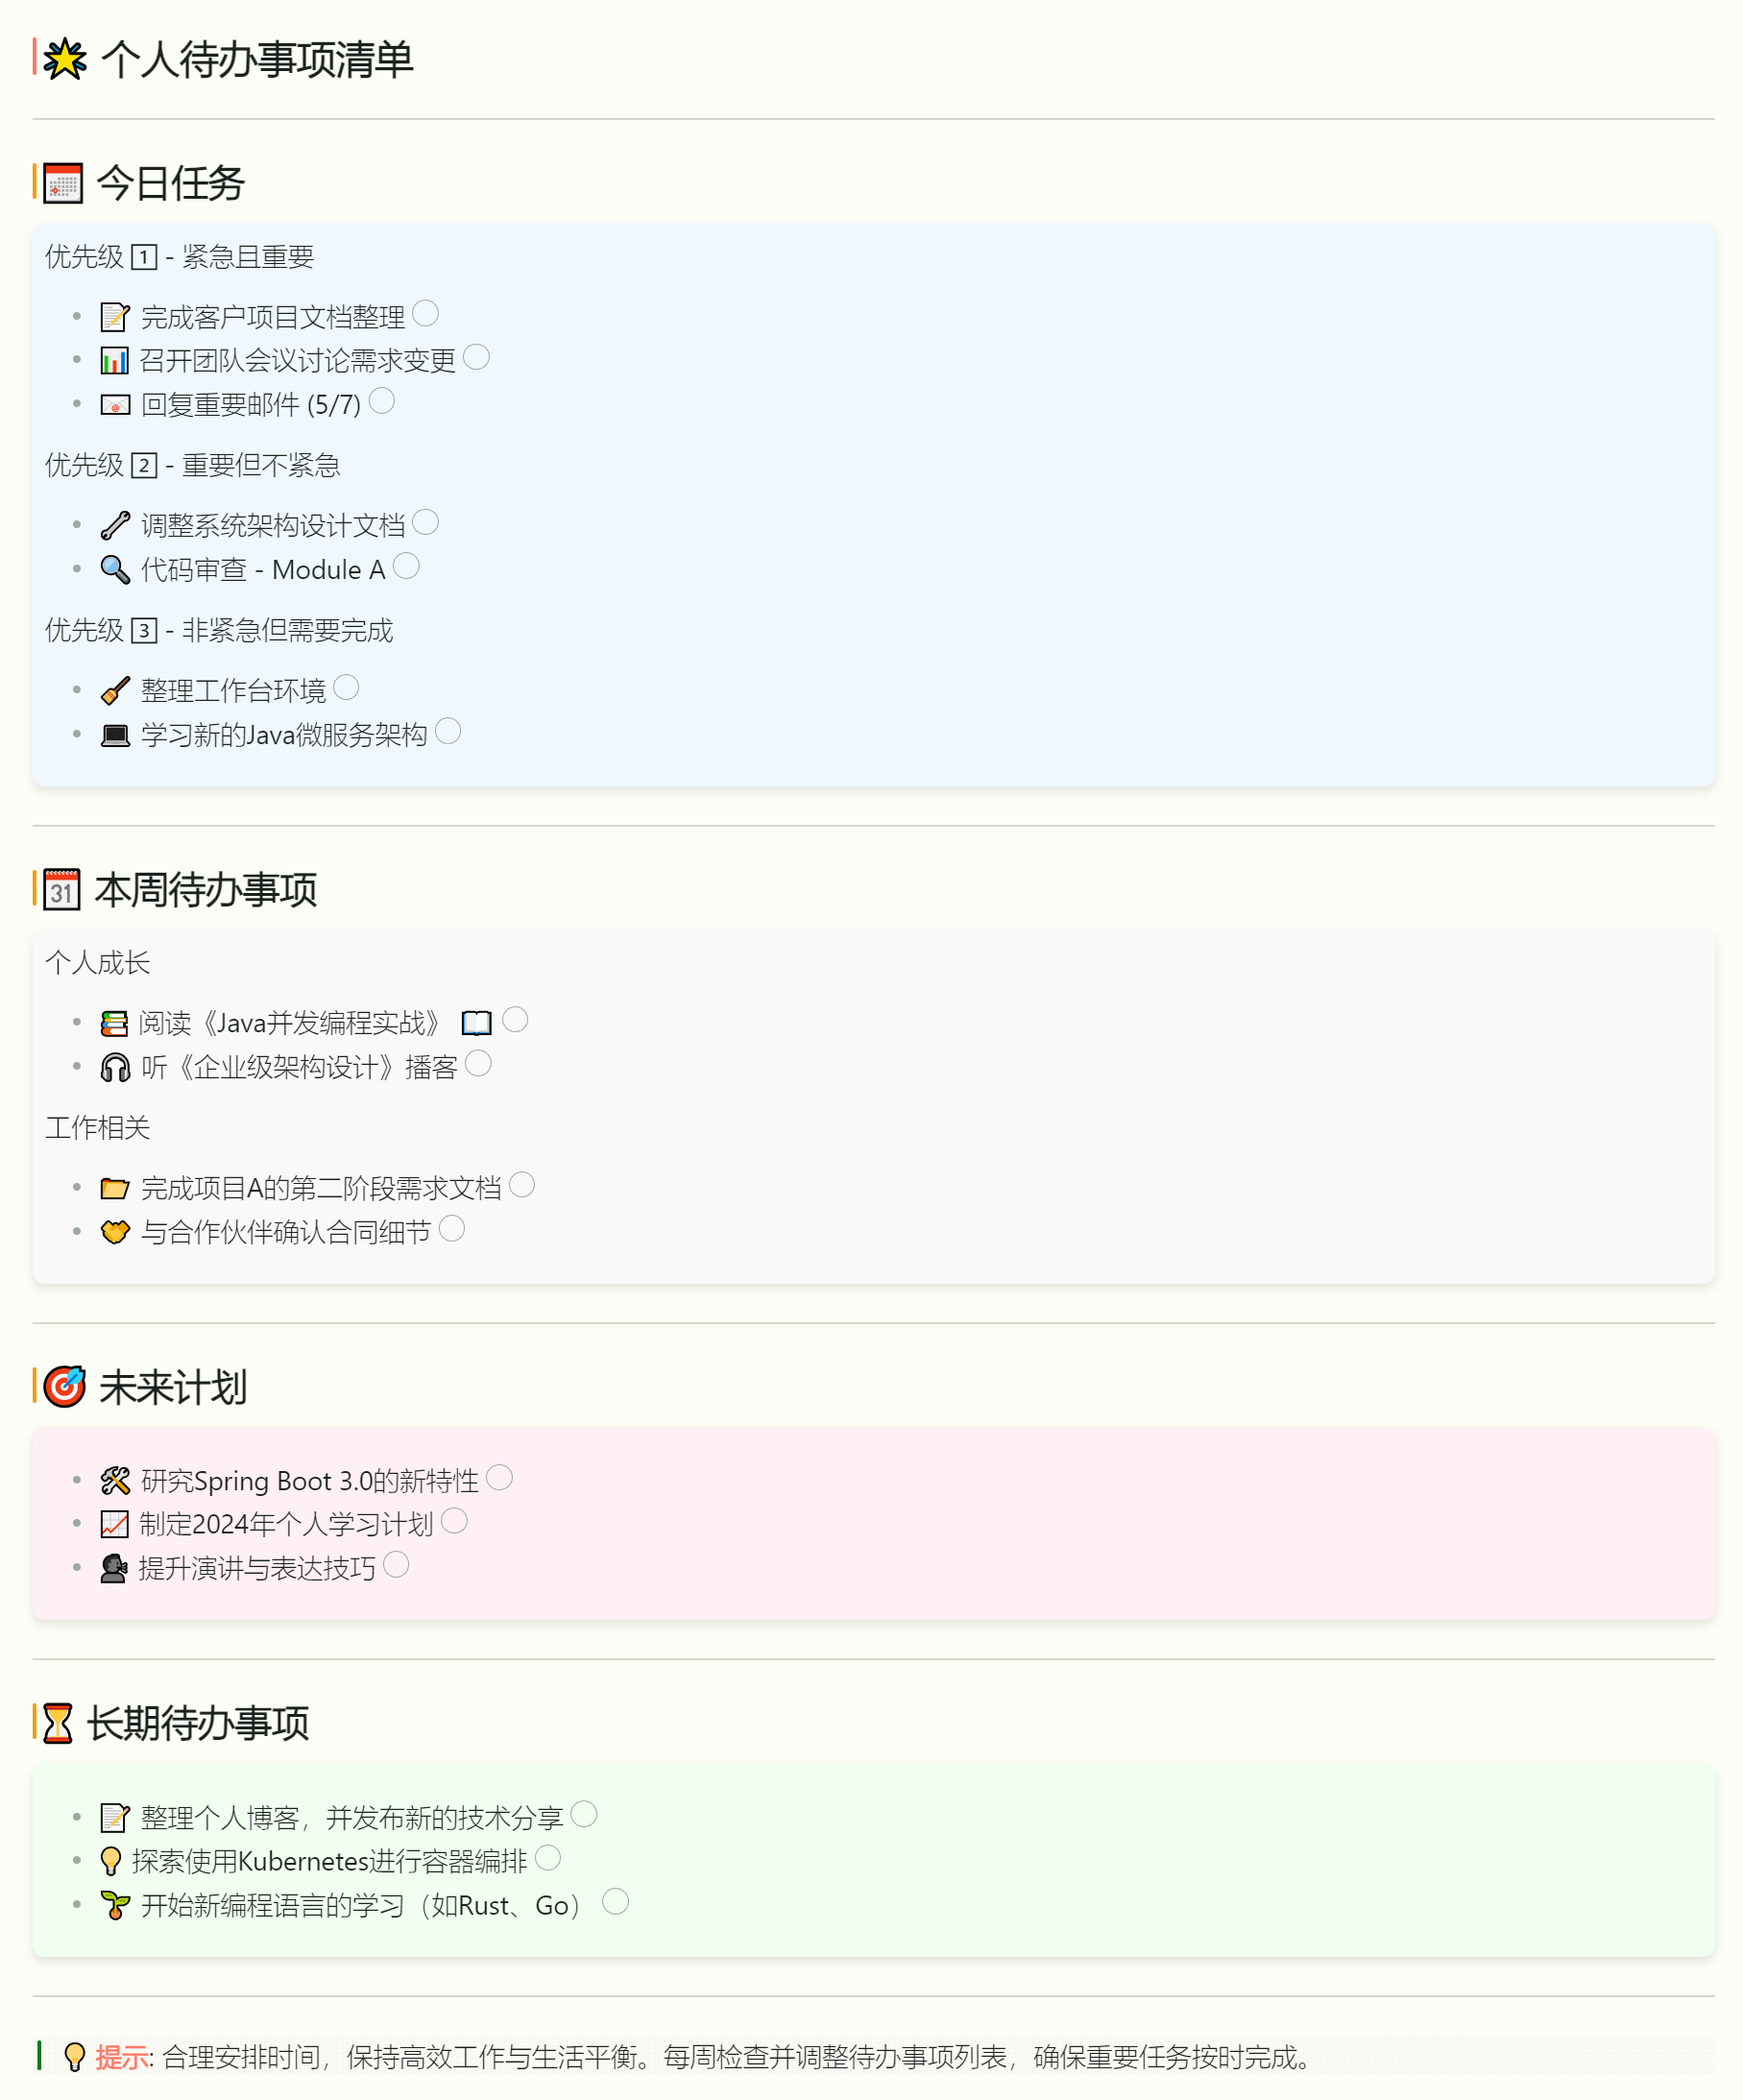 🌟 个人待办事项清单
📅 今日任务
优先级 1️⃣ - 紧急且重要
📝 完成客户项目文档整理
📊 召开团队会议讨论需求变更
📧 回复重要邮件 (5/7)
优先级 2️⃣ - 重要但不紧急
🔧 调整系统架构设计文档
🔍 代码审查 - Module A
优先级 3️⃣ - 非紧急但需要完成
🧹 整理工作台环境
💻 学习新的Java微服务架构
📆 本周待办事项
个人成长
📚 阅读《Java并发编程实战》 📖
🎧 听《企业级架构设计》播客
工作相关
📂 完成项目A的第二阶段需求文档
🤝 与合作伙伴确认合同细节
🎯 未来计划
🛠 研究Spring Boot 3.0的新特性
📈 制定2024年个人学习计划
🗣 提升演讲与表达技巧
⏳ 长期待办事项
📝 整理个人博客，并发布新的技术分享
💡 探索使用Kubernetes进行容器编排
🌱 开始新编程语言的学习（如Rust、Go）
💡 提示: 合理安排时间，保持高效工作与生活平衡。每周检查并调整待办事项列表，确保重要任务按时完成。